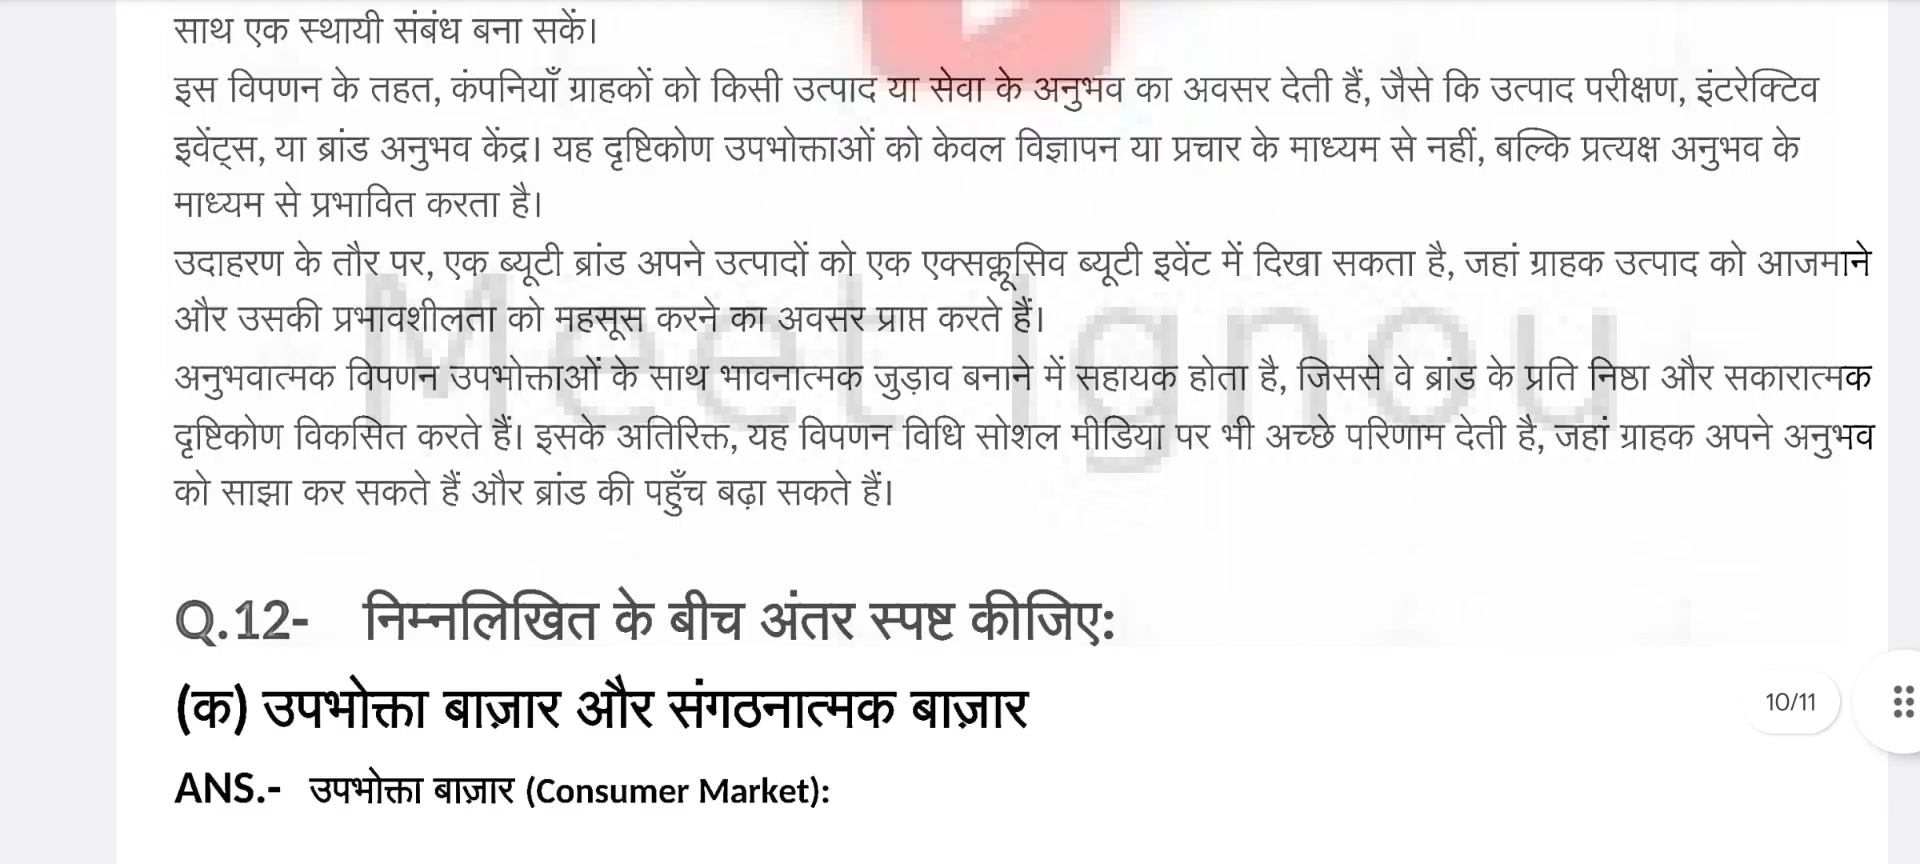 साथ एक स्थायी संबंध बना सकें।
इस विपणन के तहत, कंपनियाँ ग्राहकों को किसी उत्पाद या सेवा के अनुभव का अवसर देती हैं, जैसे कि उत्पाद परीक्षण, इंटरेक्टिव
इवेंट्स, या ब्रांड अनुभव केंद्र। यह दृष्टिकोण उपभोक्ताओं को केवल विज्ञापन या प्रचार के माध्यम से नहीं, बल्कि प्रत्यक्ष अनुभव के
माध्यम से प्रभावित करता है।
उदाहरण के तौर पर, एक ब्यूटी ब्रांड अपने उत्पादों को एक एक्सक्लूसिव ब्यूटी इवेंट में दिखा सकता है, जहां ग्राहक उत्पाद को आजमाने
और उसकी प्रभावशीलता को महसूस करने का अवसर प्राप्त करते हैं।
अनुभवात्मक विपणन उपभोक्ताओं के साथ भावनात्मक जुड़ाव बनाने में सहायक होता है, जिससे वे ब्रांड के प्रति निष्ठा और सकारात्मक
दृष्टिकोण विकसित करते हैं। इसके अतिरिक्त, यह विपणन विधि सोशल मीडिया पर भी अच्छे परिणाम देती है, जहां ग्राहक अपने अनुभव
को साझा कर सकते हैं और ब्रांड की पहुँच बढ़ा सकते हैं।
Meet Ignou
Q.12- निम्नलिखित के बीच अंतर स्पष्ट कीजिए:
(क) उपभोक्ता बाज़ार और संगठनात्मक बाज़ार
10/11
ANS.- उपभोक्ता बाज़ार (Consumer Market):